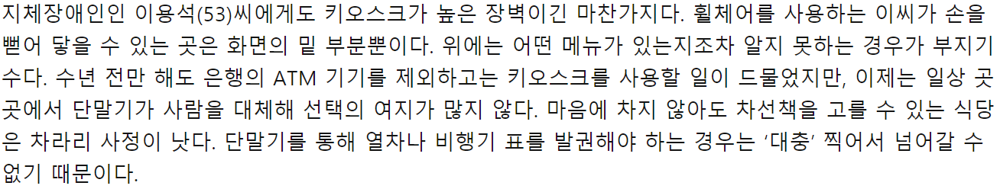 지체장애인인 이용석(53)씨에게도 키오스크가 높은 장벽이긴 마찬가지다. 휠체어를 사용하는 이씨가 손을
뻗어 닿을 수 있는 곳은 화면의 밑 부분뿐이다. 위에는 어떤 메뉴가 있는지조차 알지 못하는 경우가 부지기
수다. 수년 전만 해도 은행의 ATM 기기를 제외하고는 키오스크를 사용할 일이 드물었지만, 이제는 일상 곳
곳에서 단말기가 사람을 대체해 선택의 여지가 많지 않다. 마음에 차지 않아도 차선책을 고를 수 있는 식당
은 차라리 사정이 낫다. 단말기를 통해 열차나 비행기 표를 발권해야 하는 경우는 ‘대충’ 찍어서 넘어갈 수
없기 때문이다.